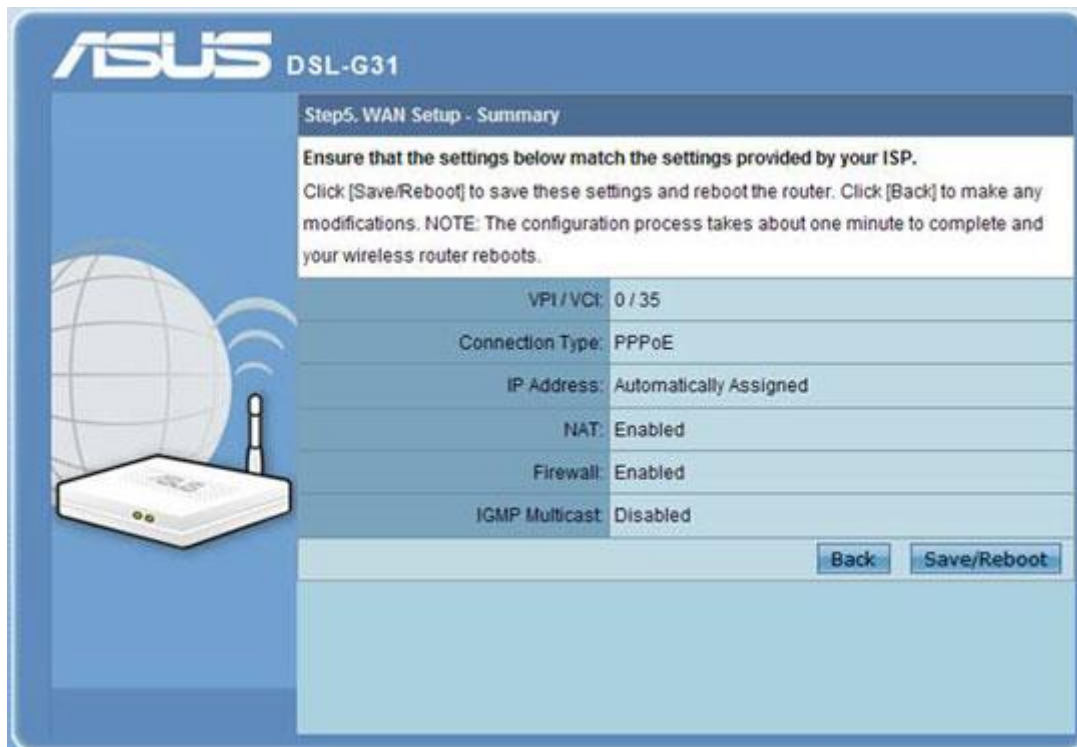 ASUS DSL-G31
Step5. WAN Setup - Summary
Ensure that the settings below match the settings provided by your ISP.
Click [Save/Reboot] to save these settings and reboot the router. Click [Back] to make any
modifications. NOTE: The configuration process takes about one minute to complete and
your wireless router reboots.
VPI / VCI: 0 / 35
Connection Type: PPPoE
IP Address: Automatically Assigned
NAT: Enabled
Firewall: Enabled
IGMP Multicast: Disabled
Back Save/Reboot
ASUS